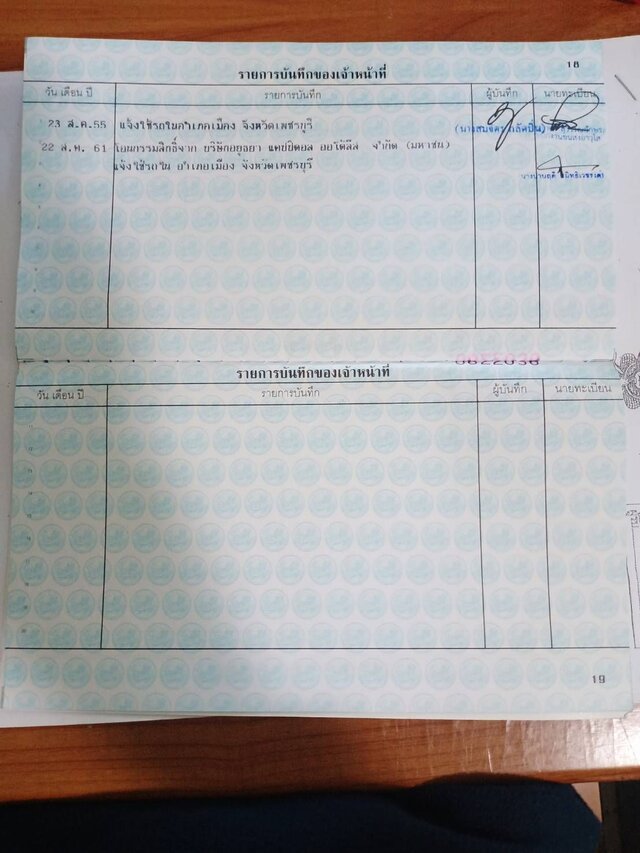 18
รายการบันทึกของเจ้าหน้าที่
วัน เดือน ปี รายการบันทึก ผู้บันทึก นายทะเบียน
23 ส.ค.55 แจ้งใช้รถในอำเภอเมือง จังหวัดเพชรบุรี
22 ส.ค. 61 โอนกรรมสิทธิ์จาก บริษัทอยุธยา แคปปิตอล ออโต้ลีส จำกัด (มหาชน)
แจ้งใช้รถใน อำเภอเมือง จังหวัดเพชรบุรี
รายการบันทึกของเจ้าหน้าที่
วัน เดือน ปี รายการบันทึก ผู้บันทึก นายทะเบียน
19